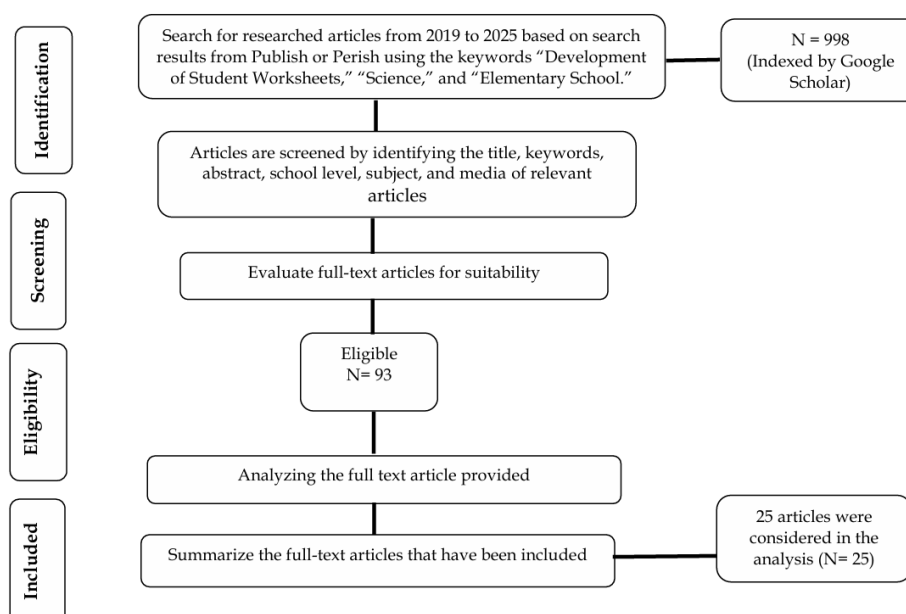 Identification
Search for researched articles from 2019 to 2025 based on search
results from Publish or Perish using the keywords “Development
of Student Worksheets,” “Science,” and “Elementary School.”
N = 998
(Indexed by Google
Scholar)
Articles are screened by identifying the title, keywords,
abstract, school level, subject, and media of relevant
articles
Screening
Evaluate full-text articles for suitability
Eligible
N= 93
Eligibility
Analyzing the full text article provided
Included
Summarize the full-text articles that have been included
25 articles were
considered in the
analysis (N= 25)